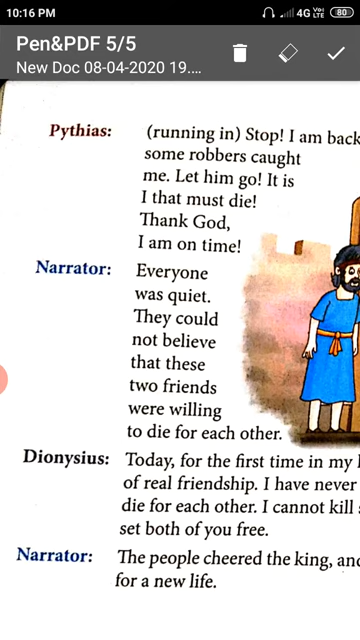 10:16 PM 4G Vo LTE 80
Pen&PDF 5/5
New Doc 08-04-2020 19....
Pythias: (running in) Stop! I am back
some robbers caught
me. Let him go! It is
I that must die!
Thank God,
I am on time!
Narrator: Everyone
was quiet.
They could
not believe
that these
two friends
were willing
to die for each other.
Dionysius: Today, for the first time in my
of real friendship. I have never
die for each other. I cannot kill
set both of you free.
Narrator: The people cheered the king, and
for a new life.